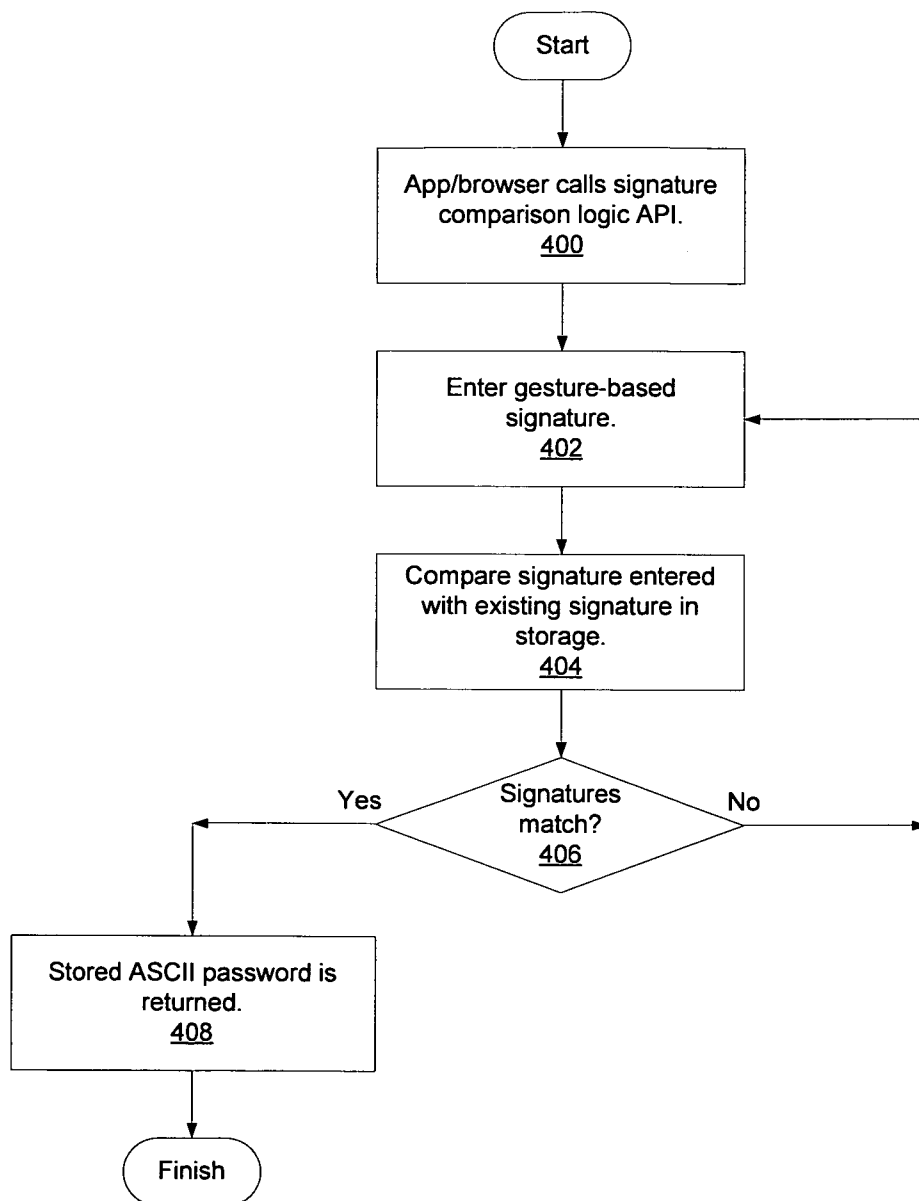 Start
App/browser calls signature
comparison logic API.
400
Enter gesture-based
signature.
402
Compare signature entered
with existing signature in
storage.
404
Yes
Signatures
match?
406
No
Stored ASCII password is
returned.
408
Finish